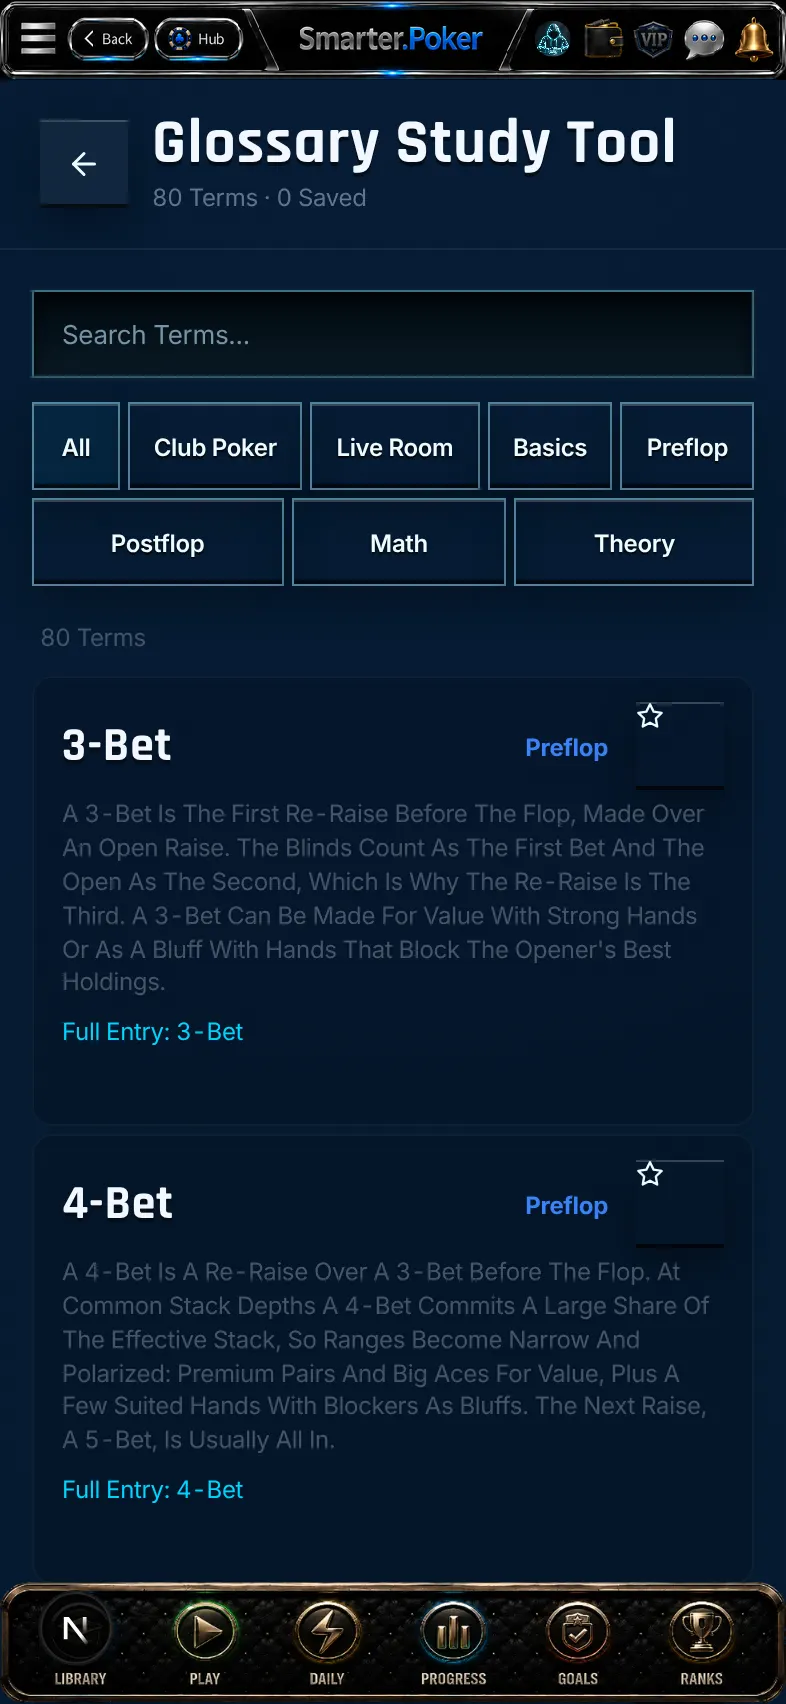 Back
Hub
Smarter.Poker
VIP
Glossary Study Tool
80 Terms · 0 Saved
Search Terms...
All
Club Poker
Live Room
Basics
Preflop
Postflop
Math
Theory
80 Terms
3-Bet
Preflop
A 3-Bet Is The First Re-Raise Before The Flop, Made Over
An Open Raise. The Blinds Count As The First Bet And The
Open As The Second, Which Is Why The Re-Raise Is The
Third. A 3-Bet Can Be Made For Value With Strong Hands
Or As A Bluff With Hands That Block The Opener's Best
Holdings.
Full Entry: 3-Bet
4-Bet
Preflop
A 4-Bet Is A Re-Raise Over A 3-Bet Before The Flop. At
Common Stack Depths A 4-Bet Commits A Large Share Of
The Effective Stack, So Ranges Become Narrow And
Polarized: Premium Pairs And Big Aces For Value, Plus A
Few Suited Hands With Blockers As Bluffs. The Next Raise,
A 5-Bet, Is Usually All In.
Full Entry: 4-Bet
N
LIBRARY
PLAY
DAILY
PROGRESS
GOALS
RANKS